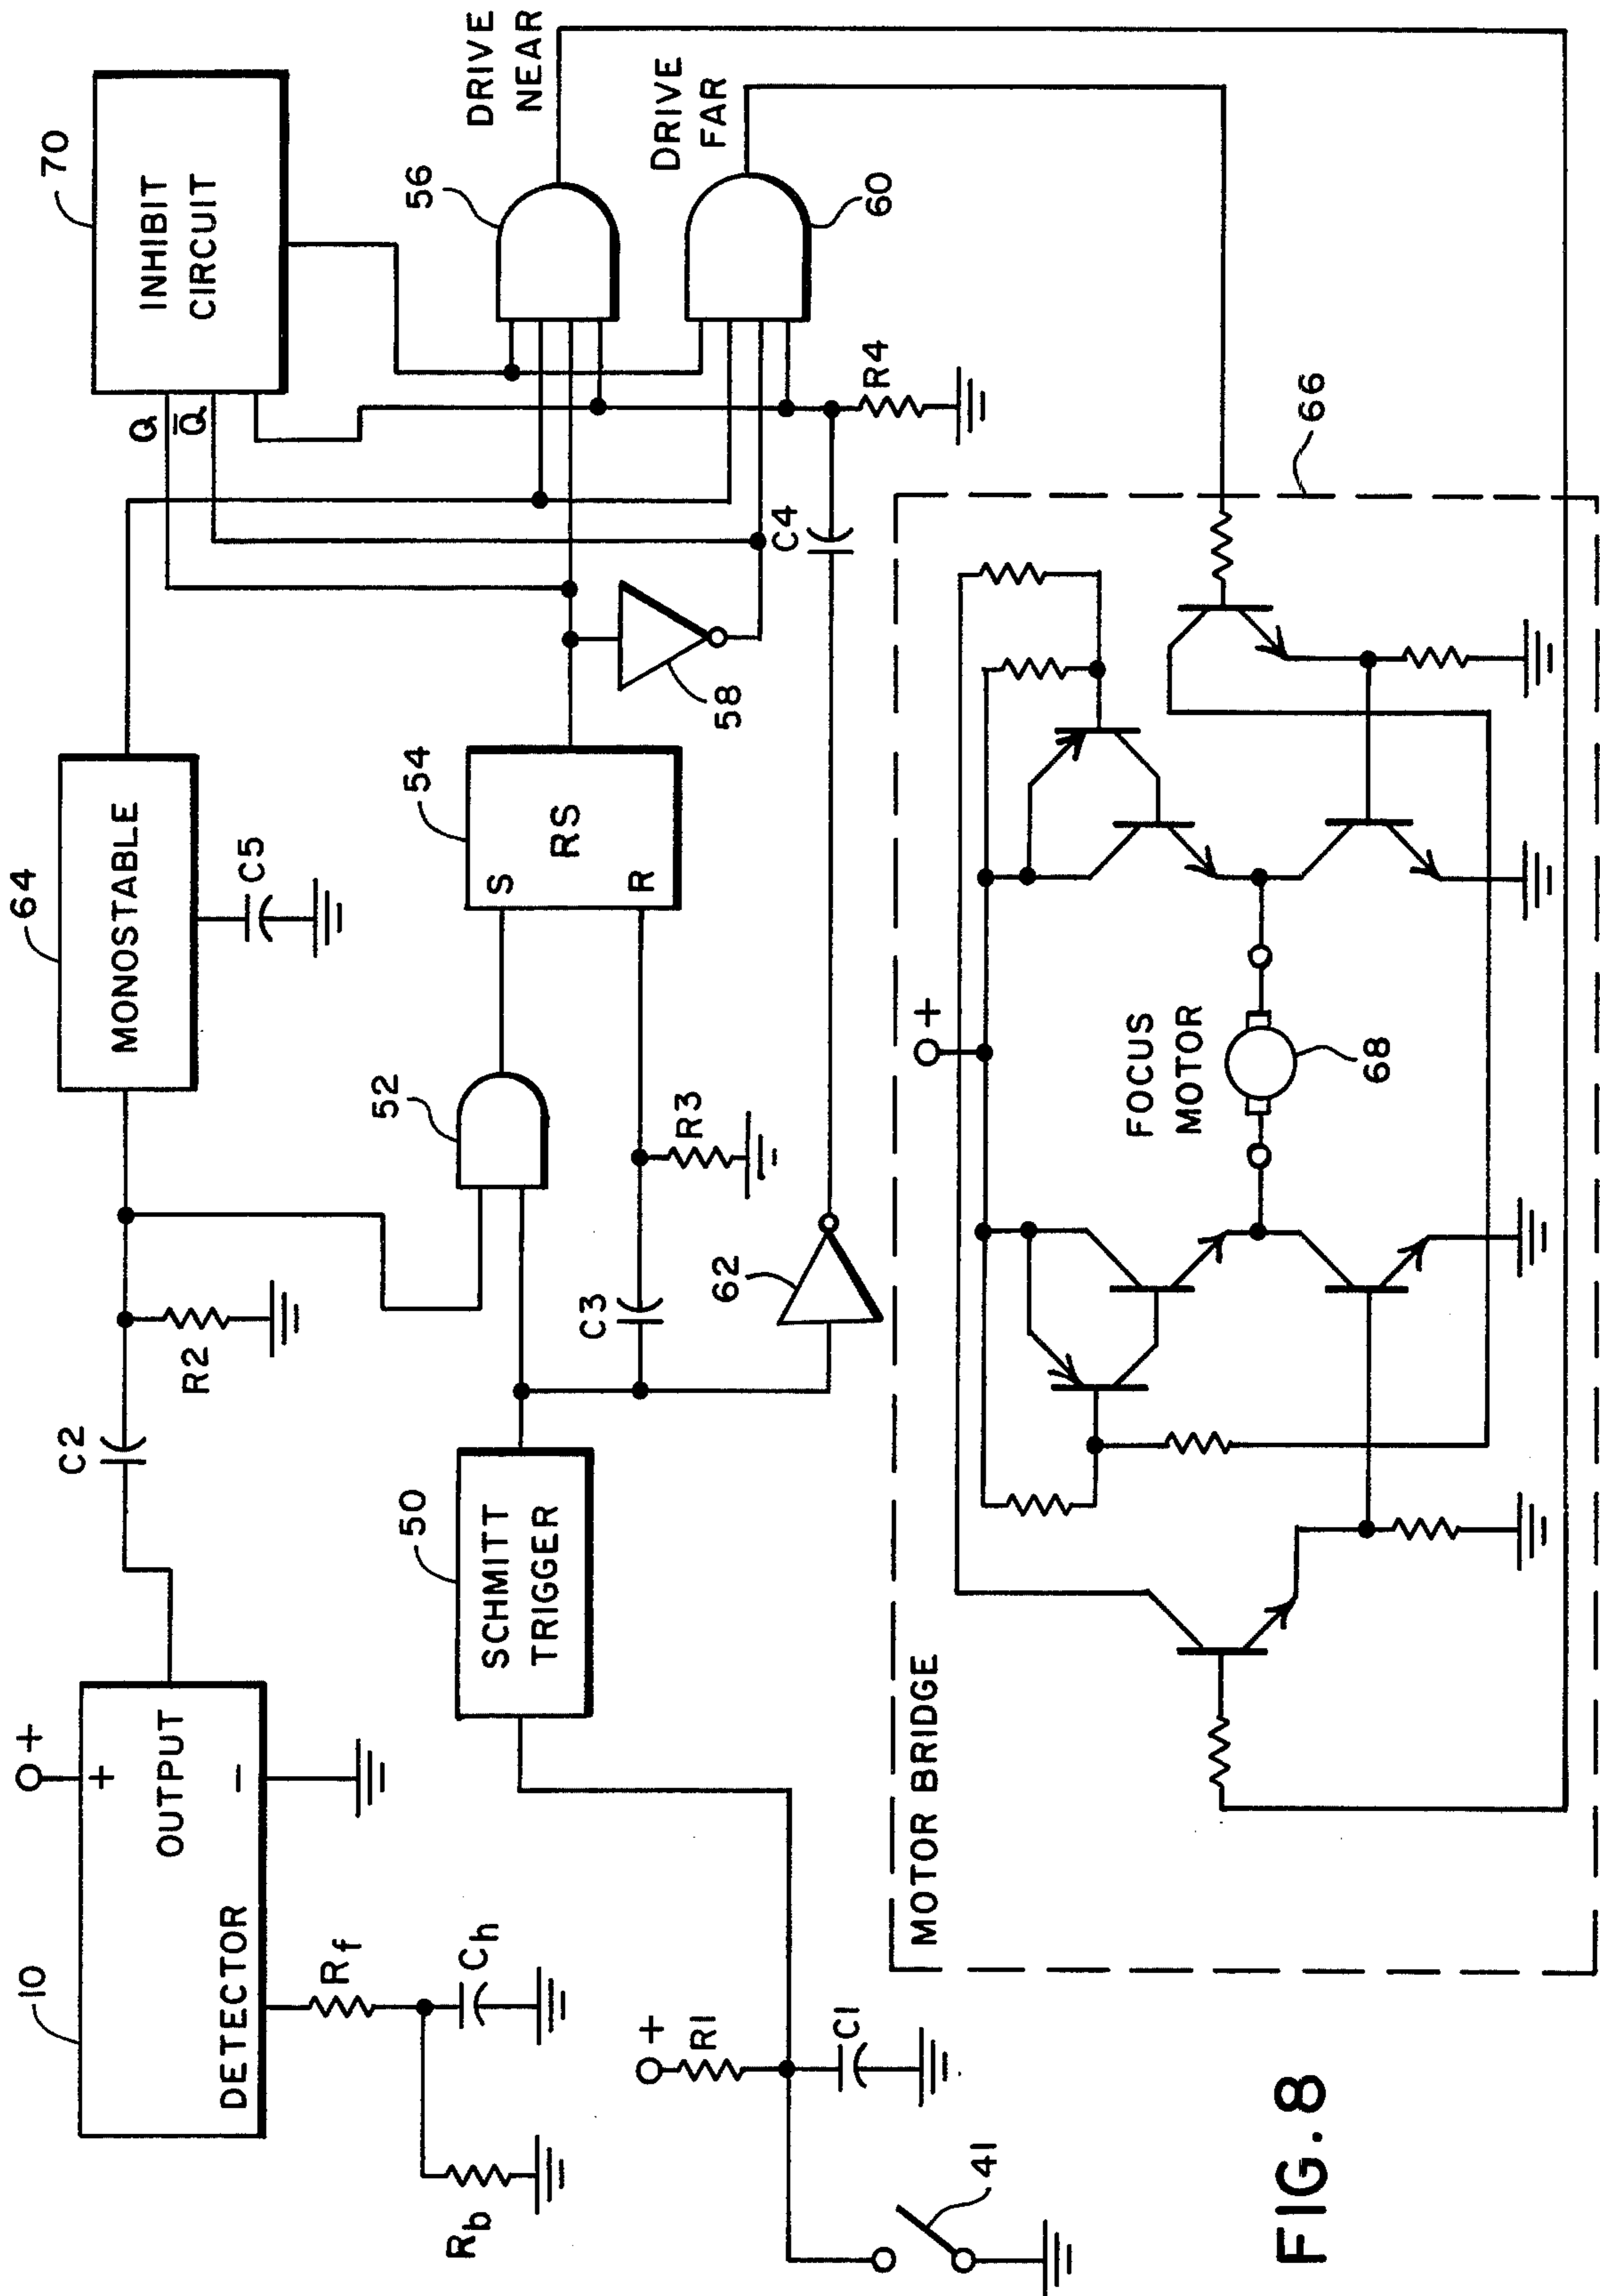 10
+
+
OUTPUT
−
DETECTOR
Rf
Ch
Rb
C2
R2
64
MONOSTABLE
C5
70
INHIBIT
CIRCUIT
Q
Q̅
+
R1
C1
41
50
SCHMITT
TRIGGER
52
C3
R3
62
54
S
RS
R
58
56
DRIVE
NEAR
60
DRIVE
FAR
C4
R4
66
MOTOR BRIDGE
+
FOCUS
MOTOR
68
FIG. 8